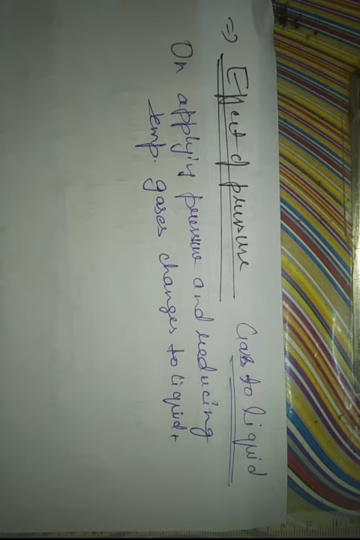 ⇒ Effect of pressure Gas to liquid
On applying pressure and reducing
temp. gases changes to liquid.